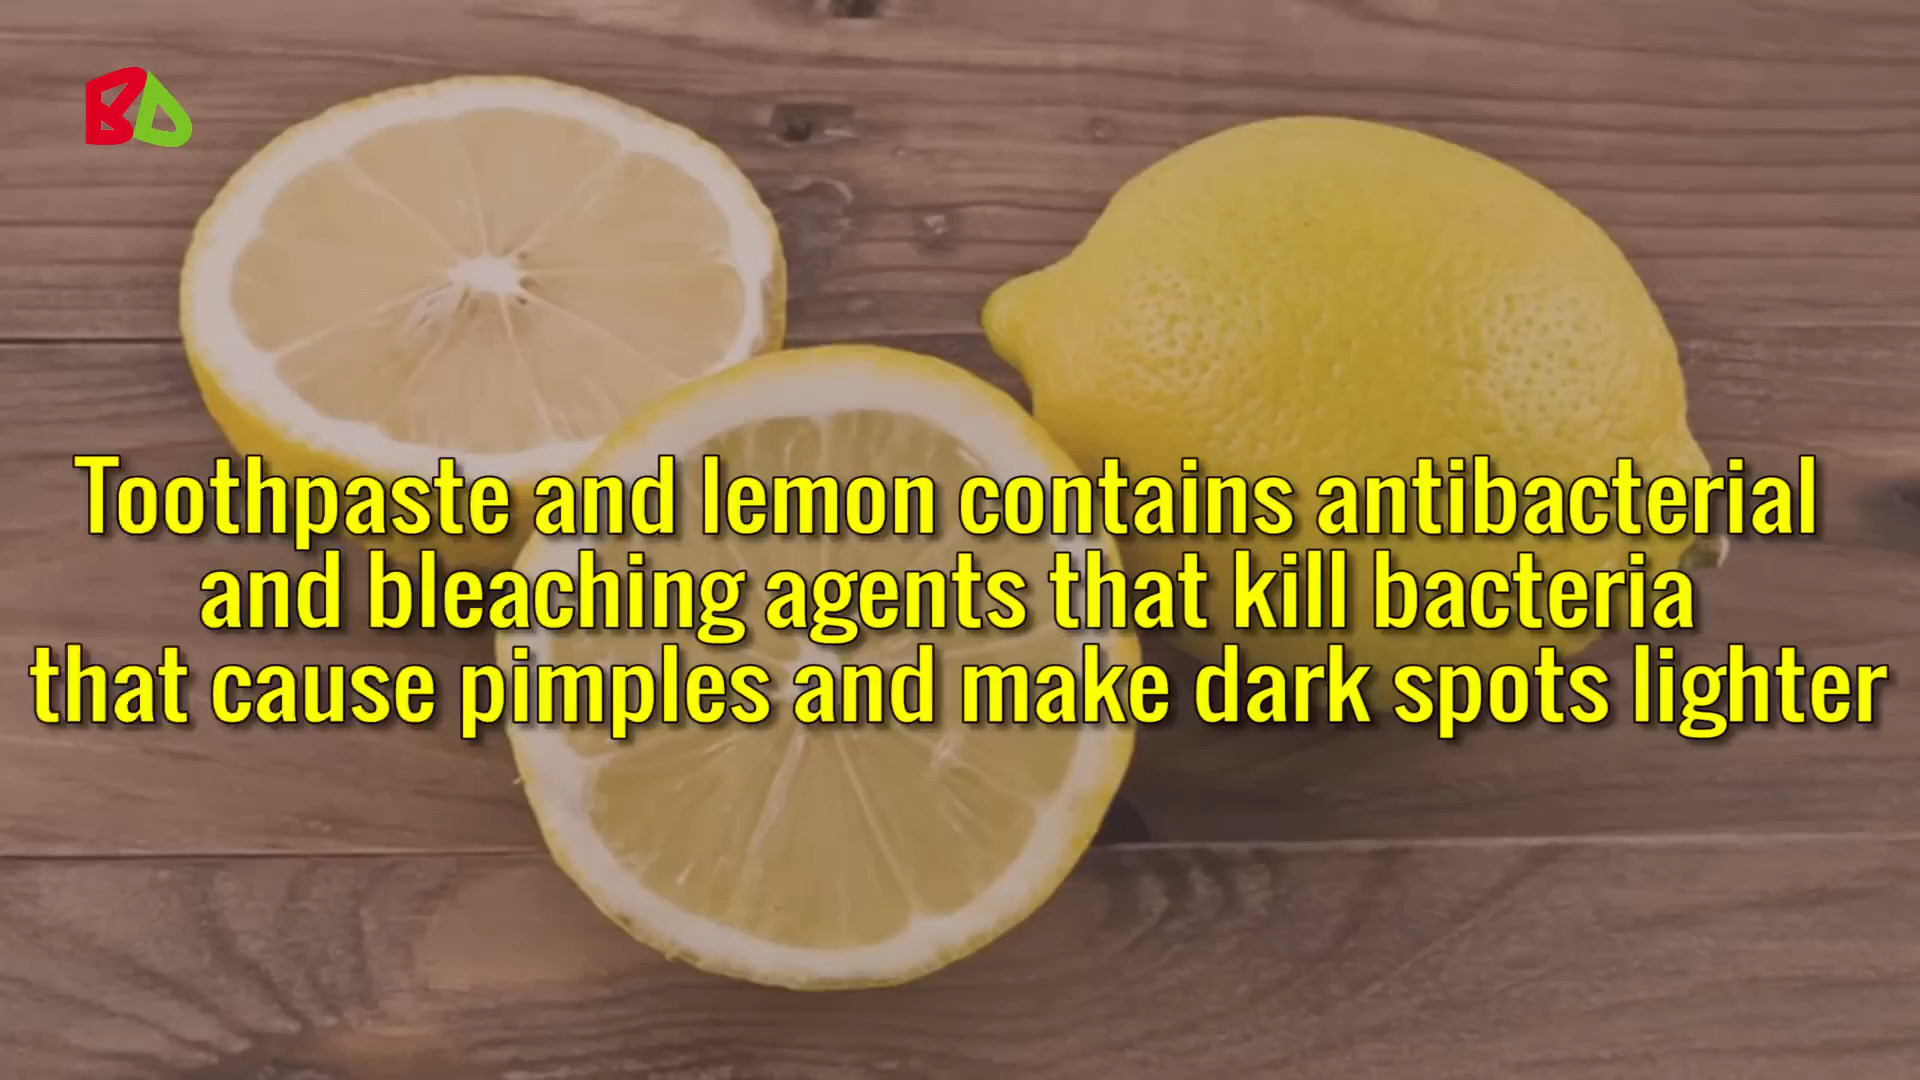 BD
Toothpaste and lemon contains antibacterial
and bleaching agents that kill bacteria
that cause pimples and make dark spots lighter